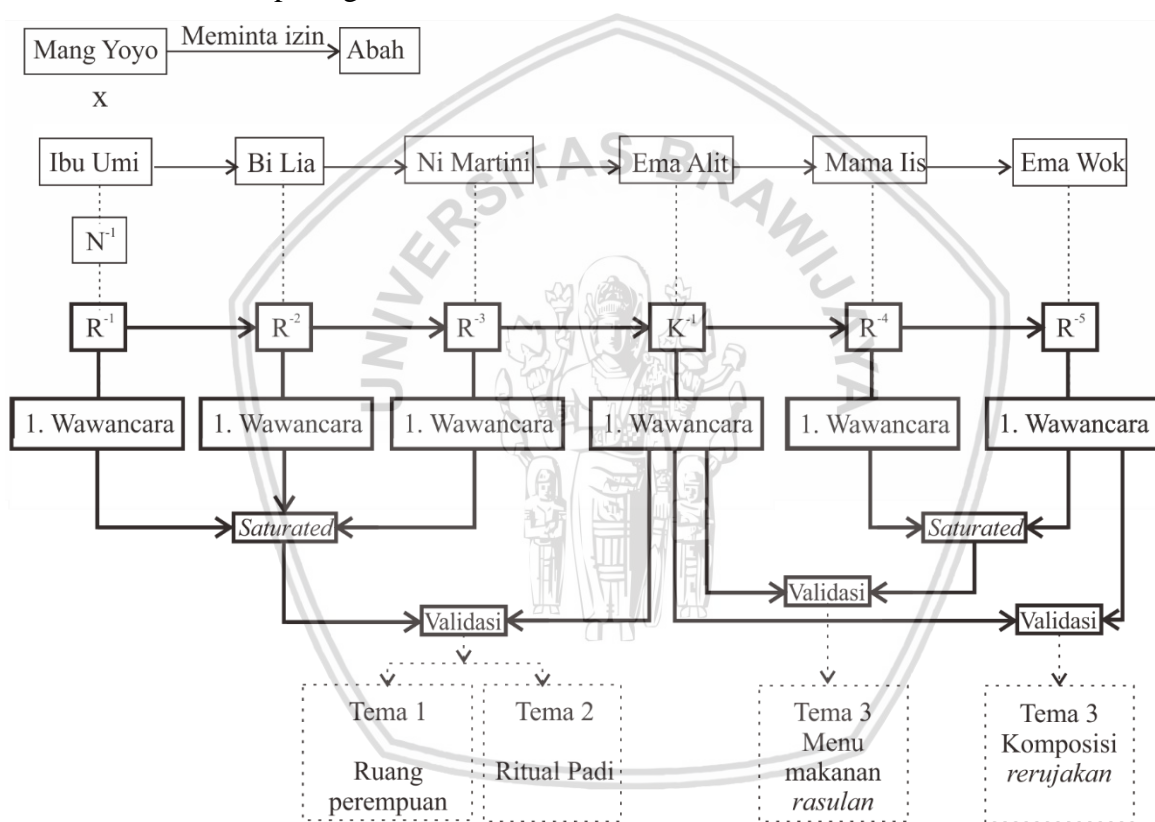 Mang Yoyo
Meminta izin
Abah
x
Ibu Umi
Bi Lia
Ni Martini
Ema Alit
Mama Iis
Ema Wok
N-1
R-1
R-2
R-3
K-1
R-4
R-5
1. Wawancara
1. Wawancara
1. Wawancara
1. Wawancara
1. Wawancara
1. Wawancara
Saturated
Saturated
Validasi
Validasi
Validasi
Tema 1
Ruang
perempuan
Tema 2
Ritual Padi
Tema 3
Menu
makanan
rasulan
Tema 3
Komposisi
rerujakan
UNIVERSITAS BRAWIJAYA